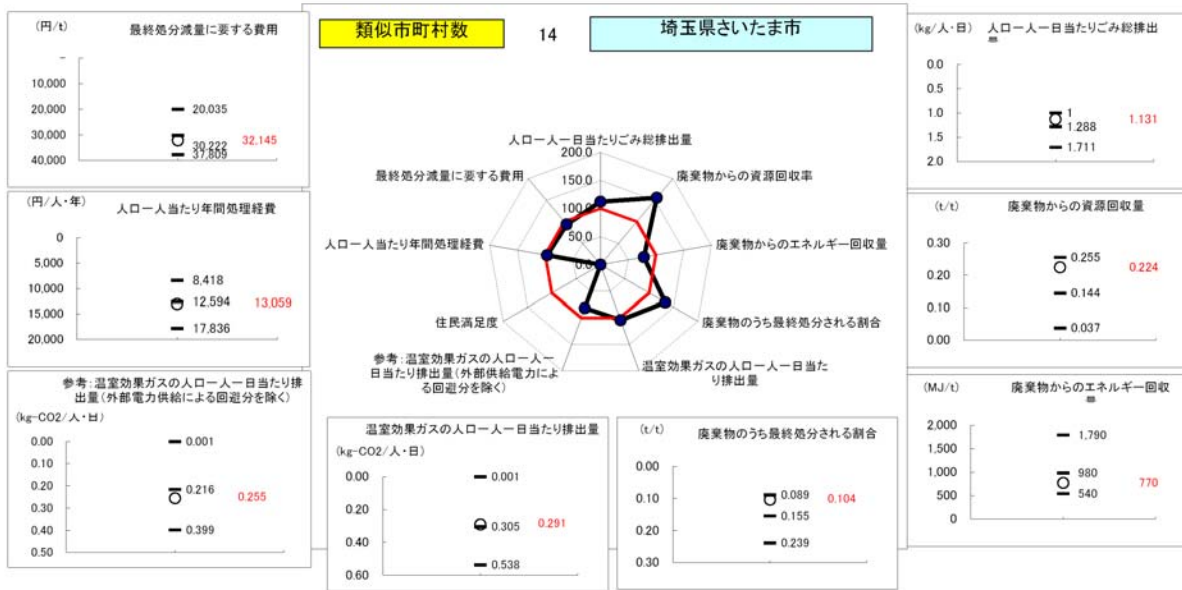 類似市町村数
14
埼玉県さいたま市
(円/t)
最終処分減量に要する費用
-
10,000
20,000
30,000
40,000
20,035
30,222
37,809
32,145
(円/人・年)
人口一人当たり年間処理経費
0
5,000
10,000
15,000
20,000
8,418
12,594
17,836
13,059
参考:温室効果ガスの人口一人一日当たり排
出量(外部電力供給による回避分を除く)
(kg-CO2/人・日)
0.00
0.10
0.20
0.30
0.40
0.50
0.001
0.216
0.399
0.255
人口一人一日当たりごみ総排出量
200.0
150.0
100.0
50.0
0.0
廃棄物からの資源回収率
廃棄物からのエネルギー回収量
廃棄物のうち最終処分される割合
温室効果ガスの人口一人一日当た
り排出量
参考:温室効果ガスの人口一人一
日当たり排出量(外部供給電力によ
る回避分を除く)
住民満足度
人口一人当たり年間処理経費
最終処分減量に要する費用
温室効果ガスの人口一人一日当たり排出量
(kg-CO2/人・日)
0.00
0.20
0.40
0.60
0.001
0.305
0.538
0.291
(t/t)
廃棄物のうち最終処分される割合
0.00
0.10
0.20
0.30
0.089
0.155
0.239
0.104
(kg/人・日)
人口一人一日当たりごみ総排出
0.0
0.5
1.0
1.5
2.0
1
1.288
1.711
1.131
(t/t)
廃棄物からの資源回収量
0.30
0.20
0.10
0.00
0.255
0.144
0.037
0.224
(MJ/t)
廃棄物からのエネルギー回収
2,000
1,500
1,000
500
0
1,790
980
540
770